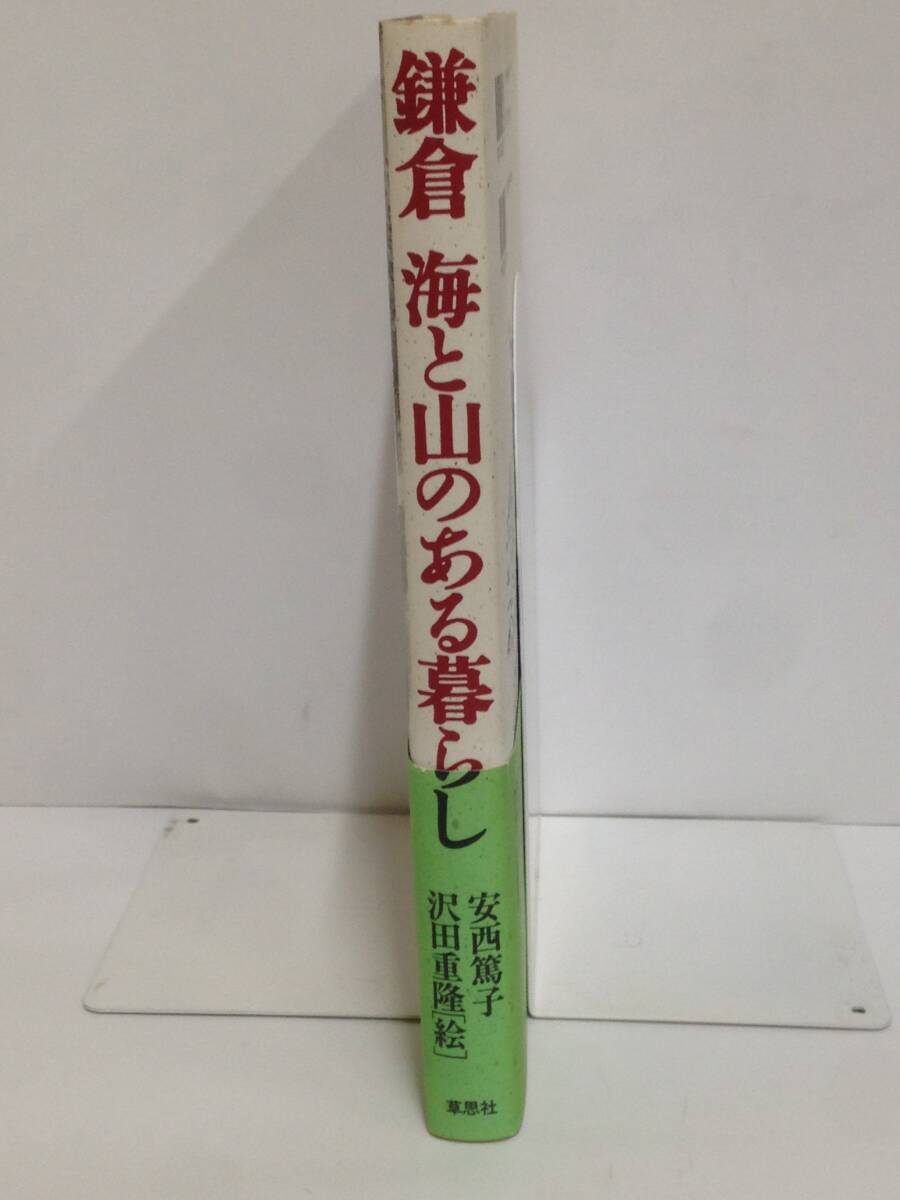 鎌倉 海と山のある暮らし
安西篤子
沢田重隆[絵]
草思社